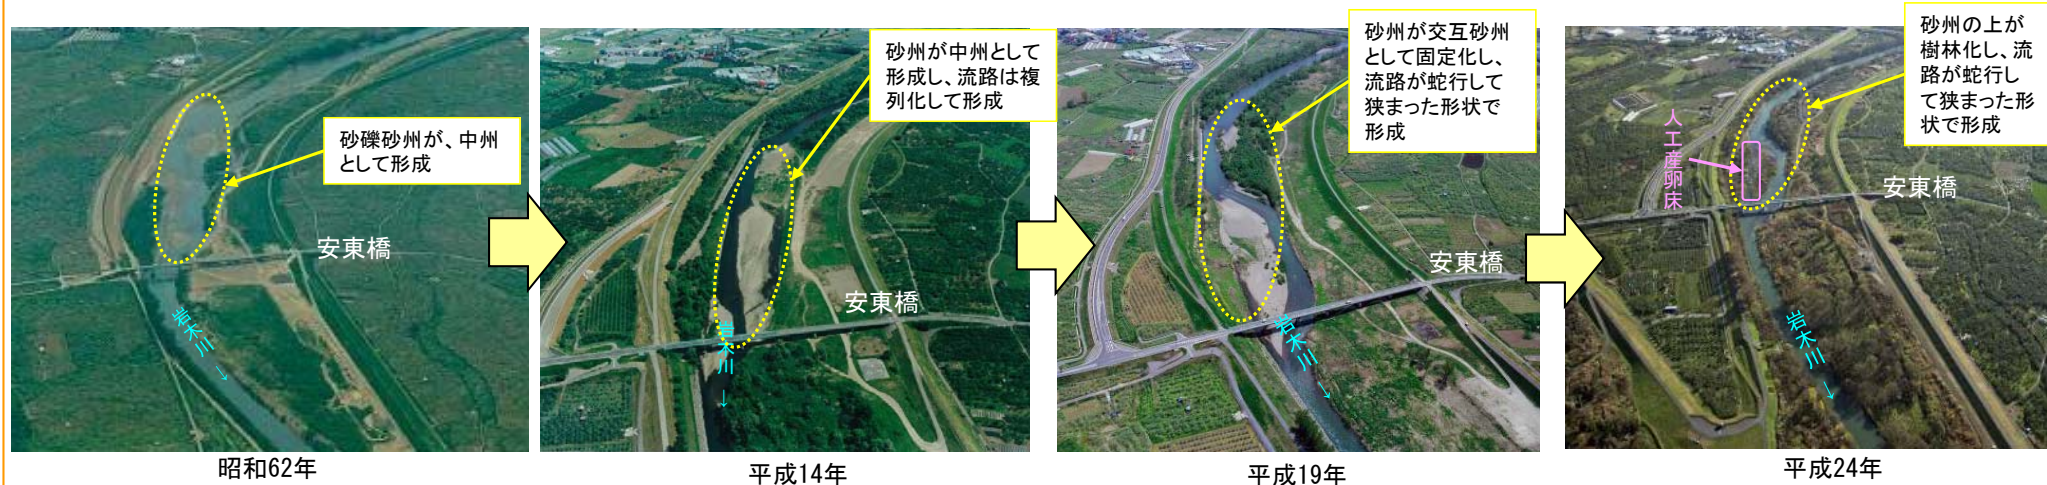 砂礫砂州が、中州
として形成
安東橋
岩木川→
昭和62年
砂州が中州として
形成し、流路は複
列化して形成
安東橋
岩木川→
平成14年
砂州が交互砂州
として固定化し、
流路が蛇行して
狭まった形状で
形成
安東橋
岩木川→
平成19年
砂州の上が
樹林化し、流
路が蛇行し
て狭まった形
状で形成
人工産卵床
安東橋
岩木川→
平成24年